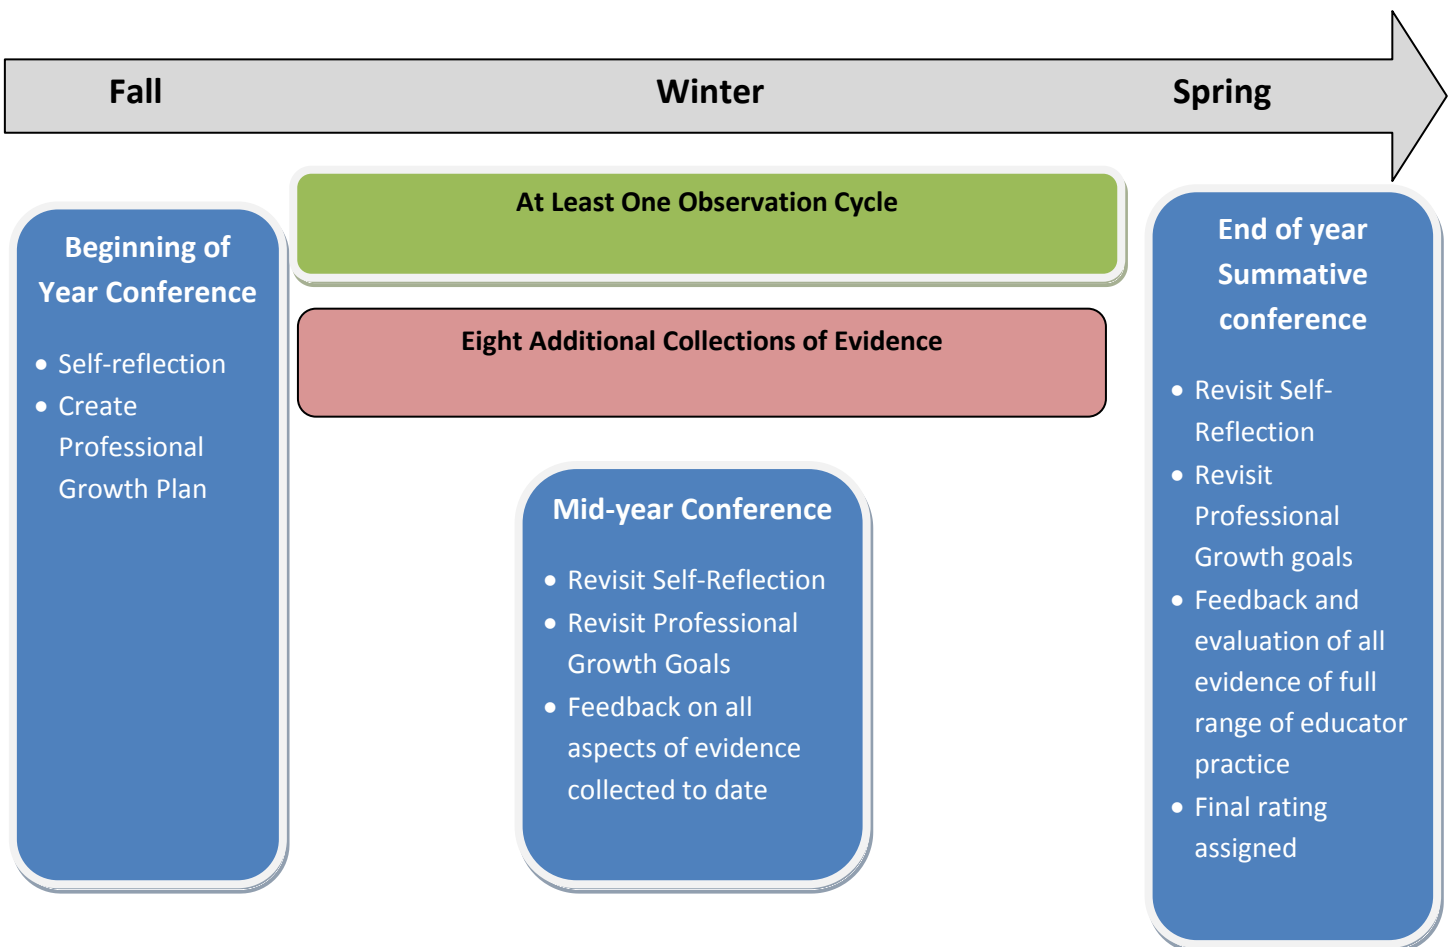 Fall
Winter
Spring
At Least One Observation Cycle
Eight Additional Collections of Evidence
Beginning of
Year Conference
• Self-reflection
• Create
Professional
Growth Plan
Mid-year Conference
• Revisit Self-Reflection
• Revisit Professional
Growth Goals
• Feedback on all
aspects of evidence
collected to date
End of year
Summative
conference
• Revisit Self-
Reflection
• Revisit
Professional
Growth goals
• Feedback and
evaluation of all
evidence of full
range of educator
practice
• Final rating
assigned